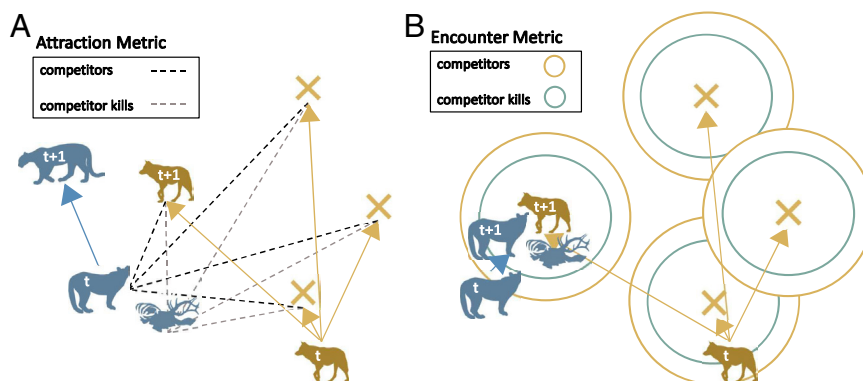 A
Attraction Metric
competitors
competitor kills
t+1
t+1
t
t
B
Encounter Metric
competitors
competitor kills
t+1
t+1
t
t